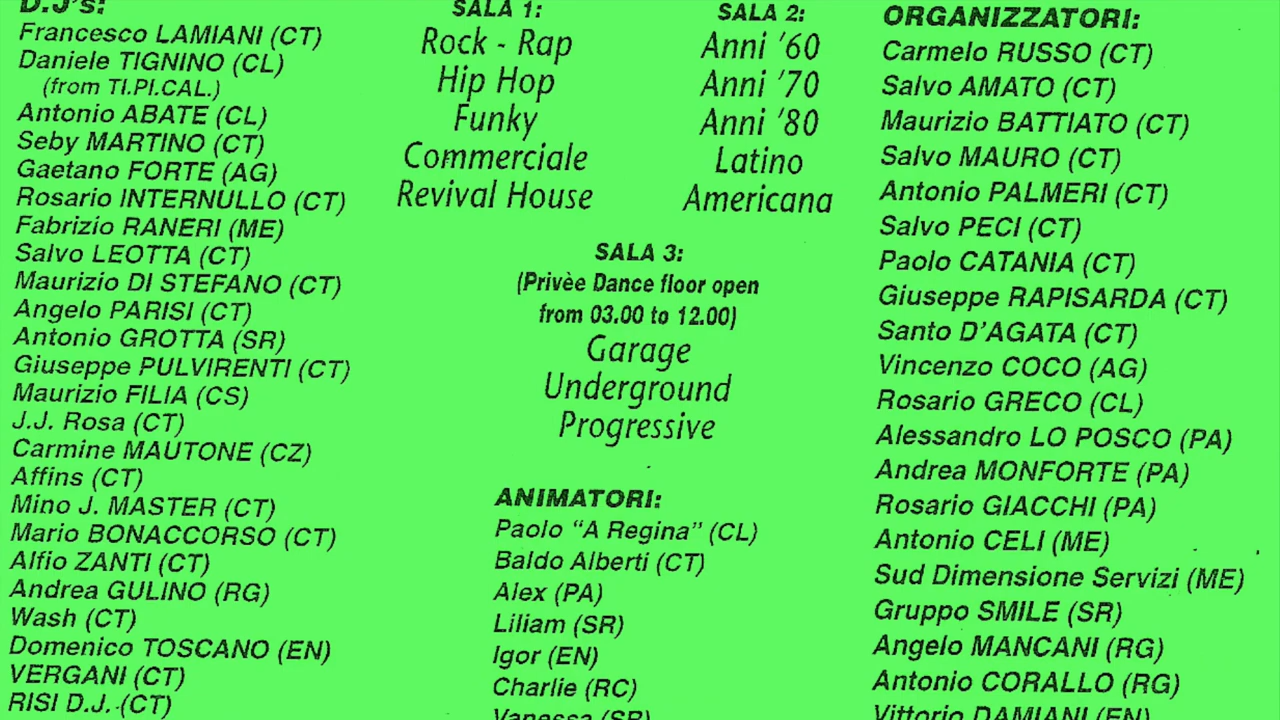 D.J's:
Francesco LAMIANI (CT)
Daniele TIGNINO (CL)
(from TI.PI.CAL.)
Antonio ABATE (CL)
Seby MARTINO (CT)
Gaetano FORTE (AG)
Rosario INTERNULLO (CT)
Fabrizio RANERI (ME)
Salvo LEOTTA (CT)
Maurizio DI STEFANO (CT)
Angelo PARISI (CT)
Antonio GROTTA (SR)
Giuseppe PULVIRENTI (CT)
Maurizio FILIA (CS)
J.J. Rosa (CT)
Carmine MAUTONE (CZ)
Affins (CT)
Mino J. MASTER (CT)
Mario BONACCORSO (CT)
Alfio ZANTI (CT)
Andrea GULINO (RG)
Wash (CT)
Domenico TOSCANO (EN)
VERGANI (CT)
RISI D.J. (CT)
SALA 1:
Rock - Rap
Hip Hop
Funky
Commerciale
Revival House
SALA 2:
Anni '60
Anni '70
Anni '80
Latino
Americana
SALA 3:
(Privèe Dance floor open
from 03.00 to 12.00)
Garage
Underground
Progressive
ANIMATORI:
Paolo "A Regina" (CL)
Baldo Alberti (CT)
Alex (PA)
Liliam (SR)
Igor (EN)
Charlie (RC)
Vanessa (SR)
ORGANIZZATORI:
Carmelo RUSSO (CT)
Salvo AMATO (CT)
Maurizio BATTIATO (CT)
Salvo MAURO (CT)
Antonio PALMERI (CT)
Salvo PECI (CT)
Paolo CATANIA (CT)
Giuseppe RAPISARDA (CT)
Santo D'AGATA (CT)
Vincenzo COCO (AG)
Rosario GRECO (CL)
Alessandro LO POSCO (PA)
Andrea MONFORTE (PA)
Rosario GIACCHI (PA)
Antonio CELI (ME)
Sud Dimensione Servizi (ME)
Gruppo SMILE (SR)
Angelo MANCANI (RG)
Antonio CORALLO (RG)
Vittorio DAMIANI (EN)